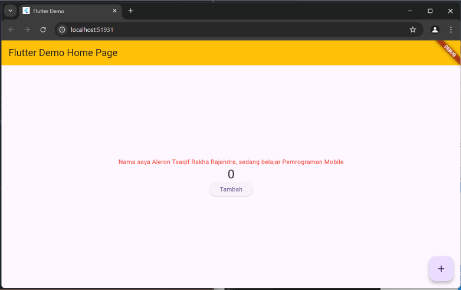 Flutter Demo
localhost:51931
Flutter Demo Home Page
DEBUG
Nama saya Aleron Tsaqif Rakha Rajendra, sedang belajar Pemrograman Mobile
0
Tambah
+